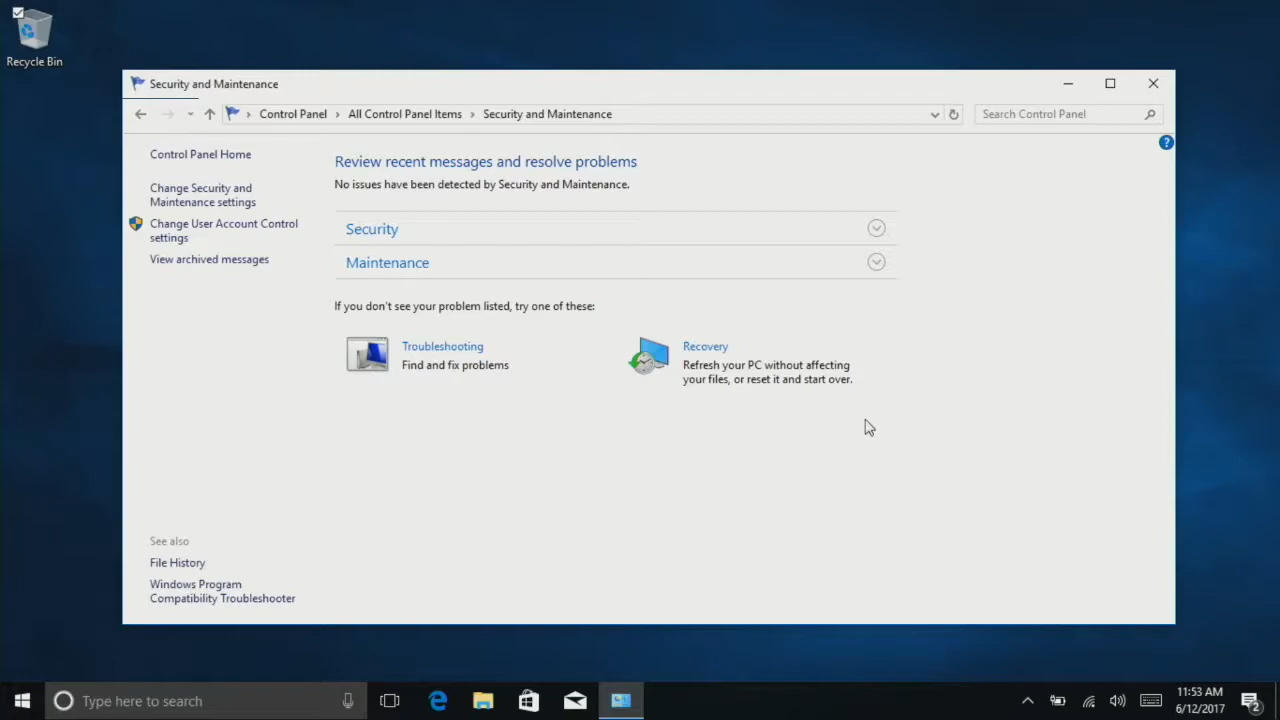 Recycle Bin
Security and Maintenance
Control Panel
All Control Panel Items
Security and Maintenance
Search Control Panel
?
Control Panel Home
Change Security and
Maintenance settings
Change User Account Control
settings
View archived messages
Review recent messages and resolve problems
No issues have been detected by Security and Maintenance.
Security
Maintenance
If you don't see your problem listed, try one of these:
Troubleshooting
Find and fix problems
Recovery
Refresh your PC without affecting
your files, or reset it and start over.
See also
File History
Windows Program
Compatibility Troubleshooter
Type here to search
11:53 AM
6/12/2017
2